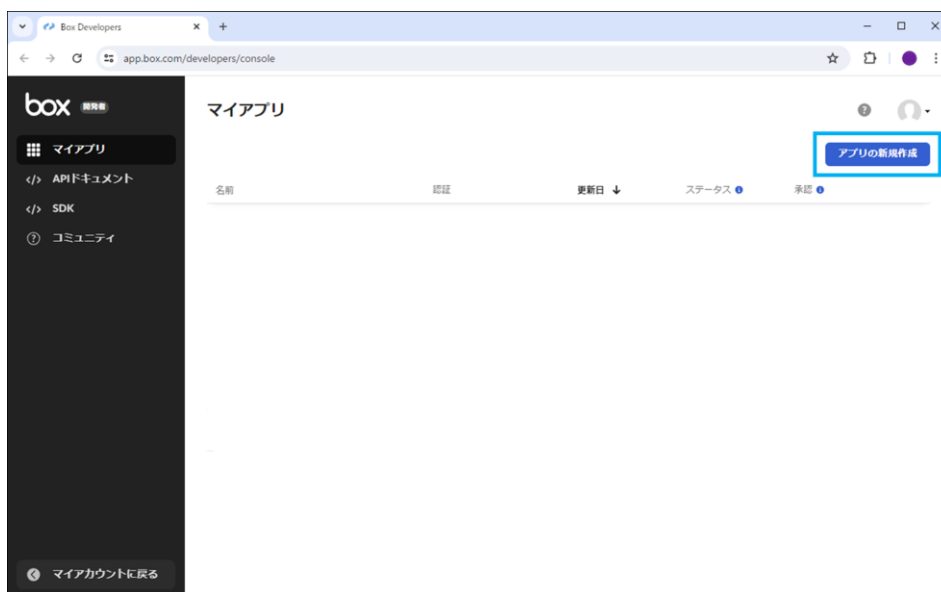 Box Developers
app.box.com/developers/console
box 開発者
マイアプリ
マイアプリ
アプリの新規作成
APIドキュメント
SDK
コミュニティ
名前 認証 更新日 ↓ ステータス 承認
マイアカウントに戻る